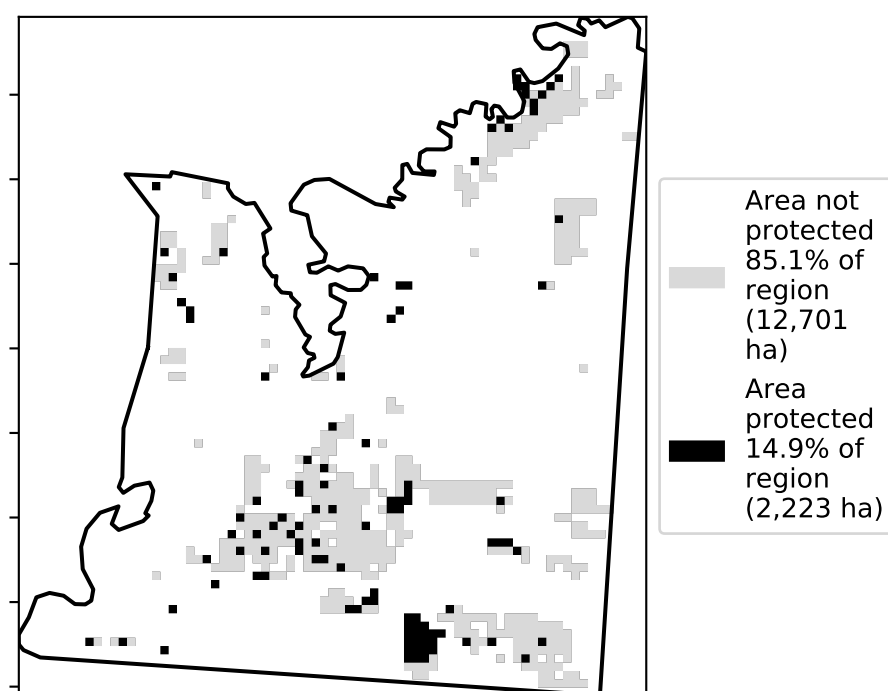 Area not
protected
85.1% of
region
(12,701
ha)
Area
protected
14.9% of
region
(2,223 ha)